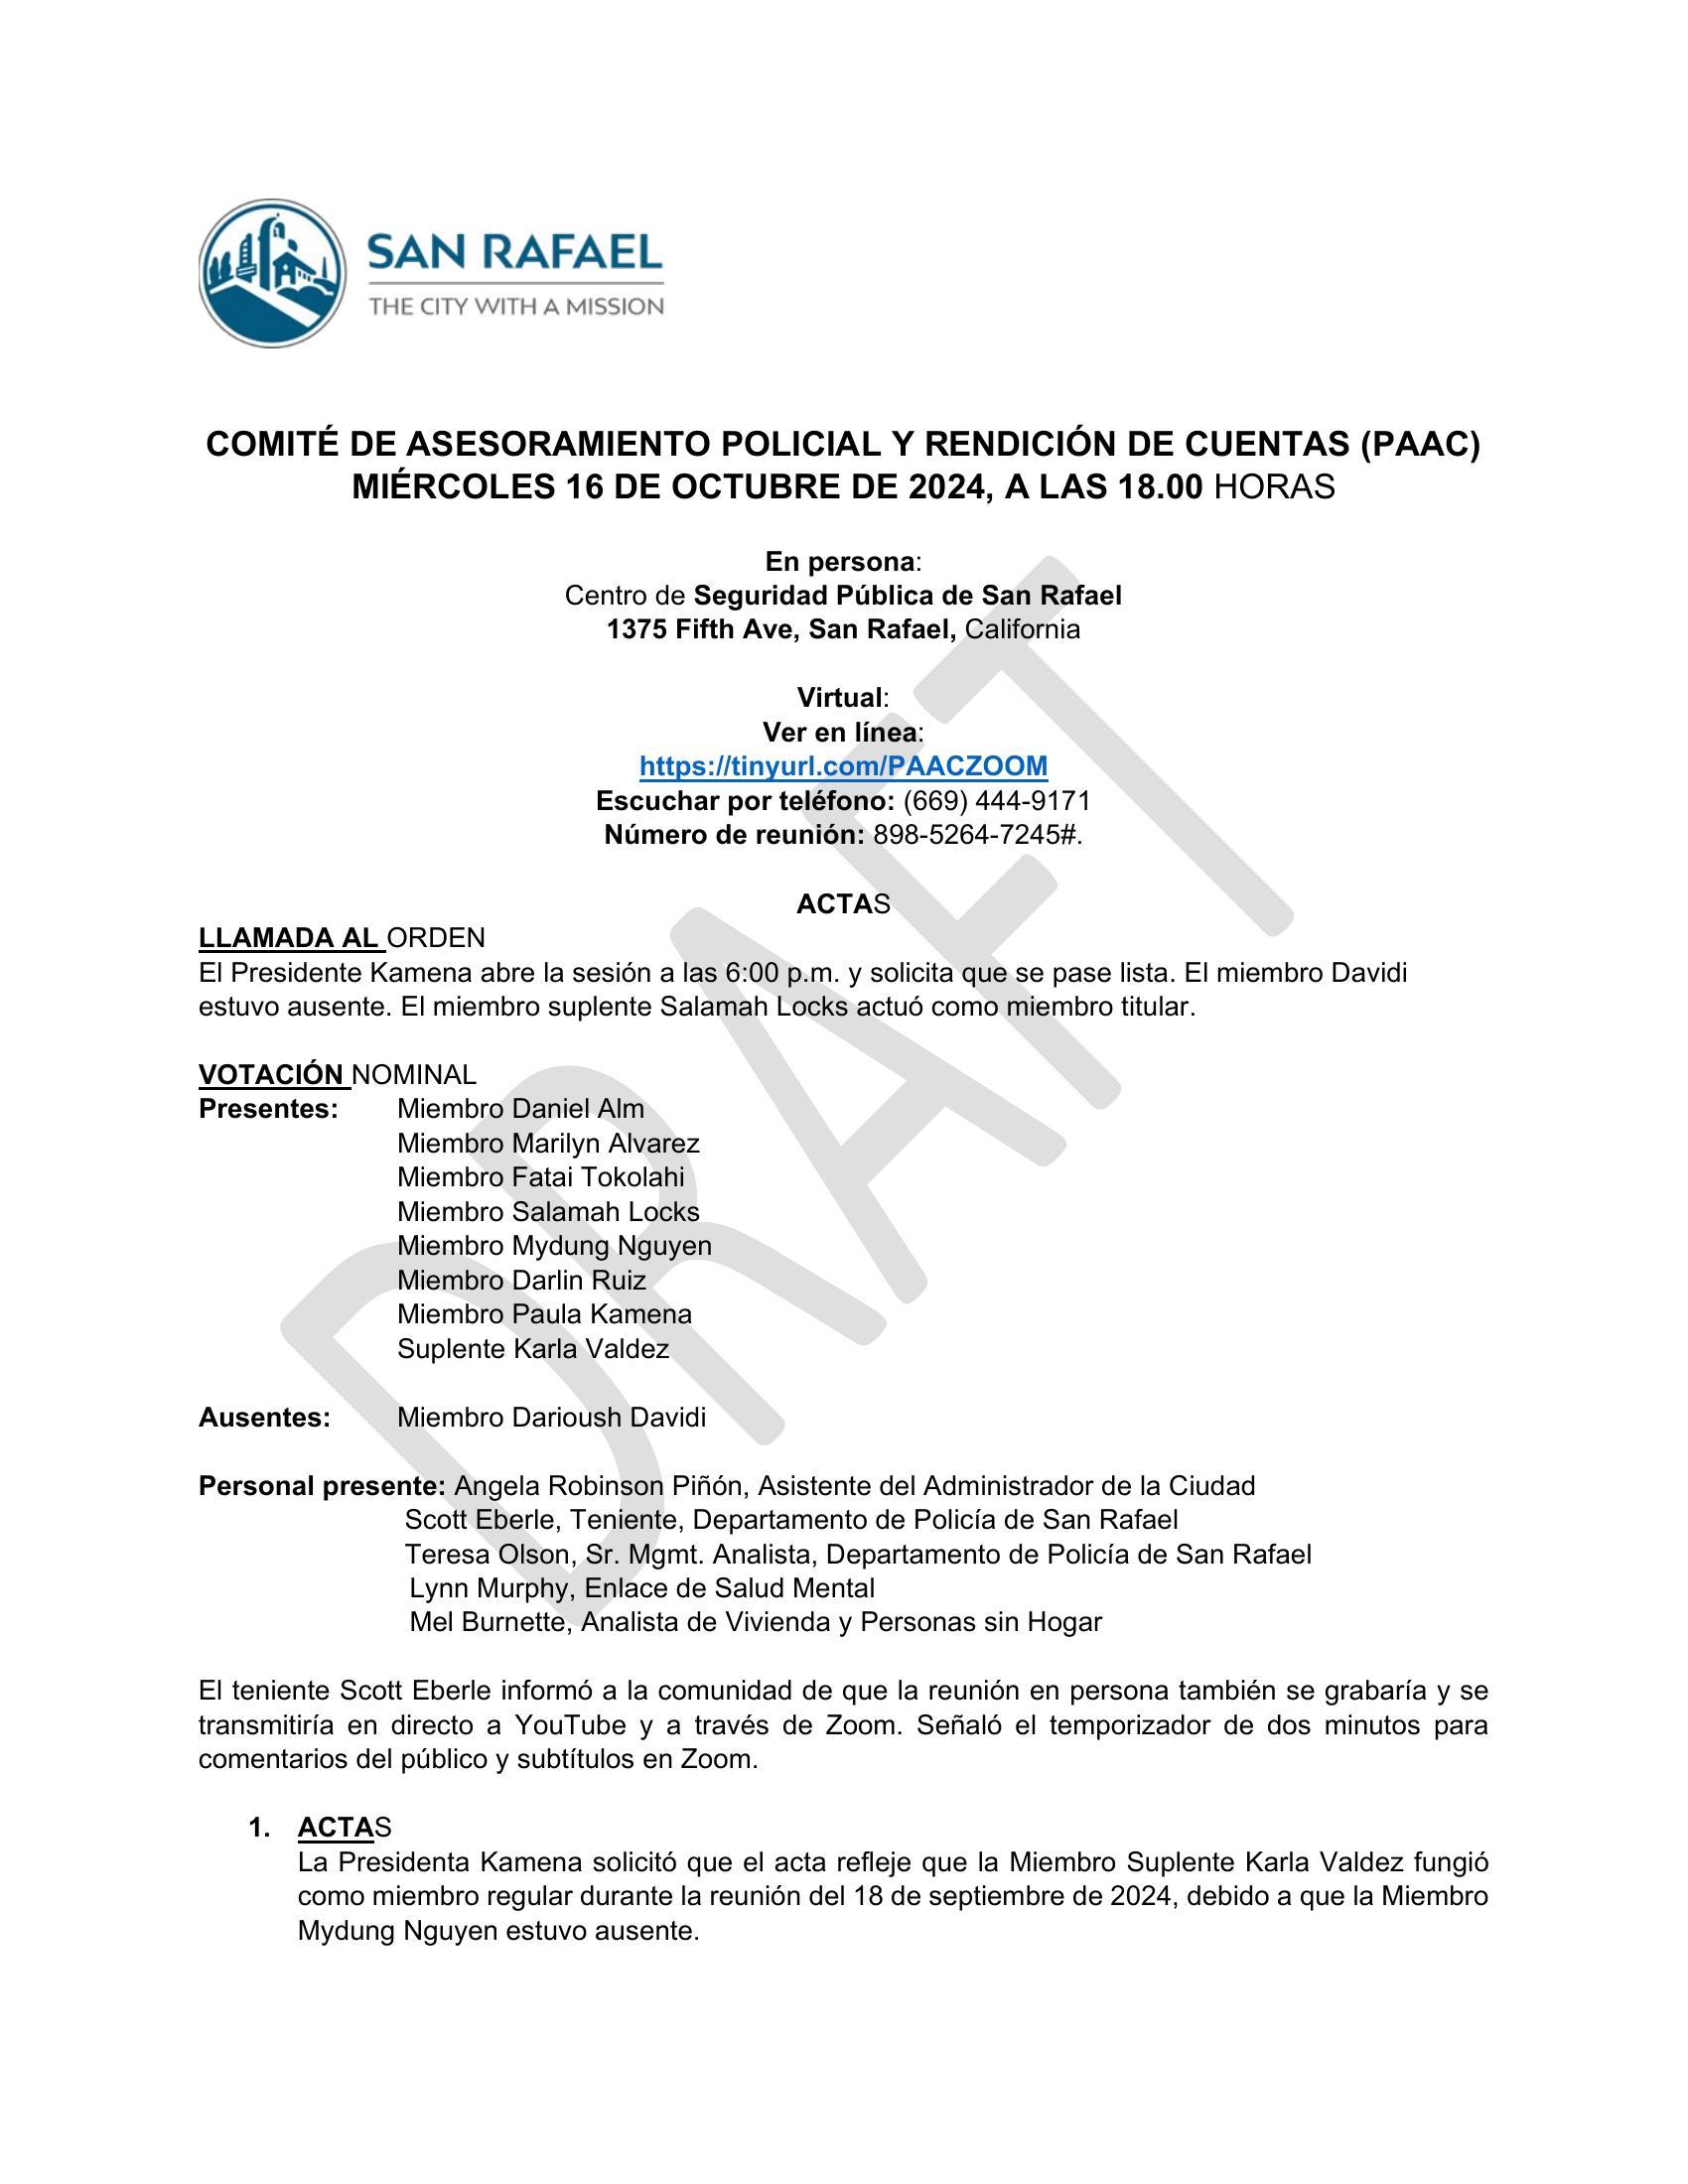 SAN RAFAEL
THE CITY WITH A MISSION
COMITÉ DE ASESORAMIENTO POLICIAL Y RENDICIÓN DE CUENTAS (PAAC)
MIÉRCOLES 16 DE OCTUBRE DE 2024, A LAS 18.00 HORAS
En persona:
Centro de Seguridad Pública de San Rafael
1375 Fifth Ave, San Rafael, California
Virtual:
Ver en línea:
https://tinyurl.com/PAACZOOM
Escuchar por teléfono: (669) 444-9171
Número de reunión: 898-5264-7245#.
ACTAS
LLAMADA AL ORDEN
El Presidente Kamena abre la sesión a las 6:00 p.m. y solicita que se pase lista. El miembro Davidi
estuvo ausente. El miembro suplente Salamah Locks actuó como miembro titular.
VOTACIÓN NOMINAL
Presentes: Miembro Daniel Alm
Miembro Marilyn Alvarez
Miembro Fatai Tokolahi
Miembro Salamah Locks
Miembro Mydung Nguyen
Miembro Darlin Ruiz
Miembro Paula Kamena
Suplente Karla Valdez
Ausentes: Miembro Darioush Davidi
Personal presente: Angela Robinson Piñón, Asistente del Administrador de la Ciudad
Scott Eberle, Teniente, Departamento de Policía de San Rafael
Teresa Olson, Sr. Mgmt. Analista, Departamento de Policía de San Rafael
Lynn Murphy, Enlace de Salud Mental
Mel Burnette, Analista de Vivienda y Personas sin Hogar
El teniente Scott Eberle informó a la comunidad de que la reunión en persona también se grabaría y se
transmitiría en directo a YouTube y a través de Zoom. Señaló el temporizador de dos minutos para
comentarios del público y subtítulos en Zoom.
1. ACTAS
La Presidenta Kamena solicitó que el acta refleje que la Miembro Suplente Karla Valdez fungió
como miembro regular durante la reunión del 18 de septiembre de 2024, debido a que la Miembro
Mydung Nguyen estuvo ausente.
DRAFT